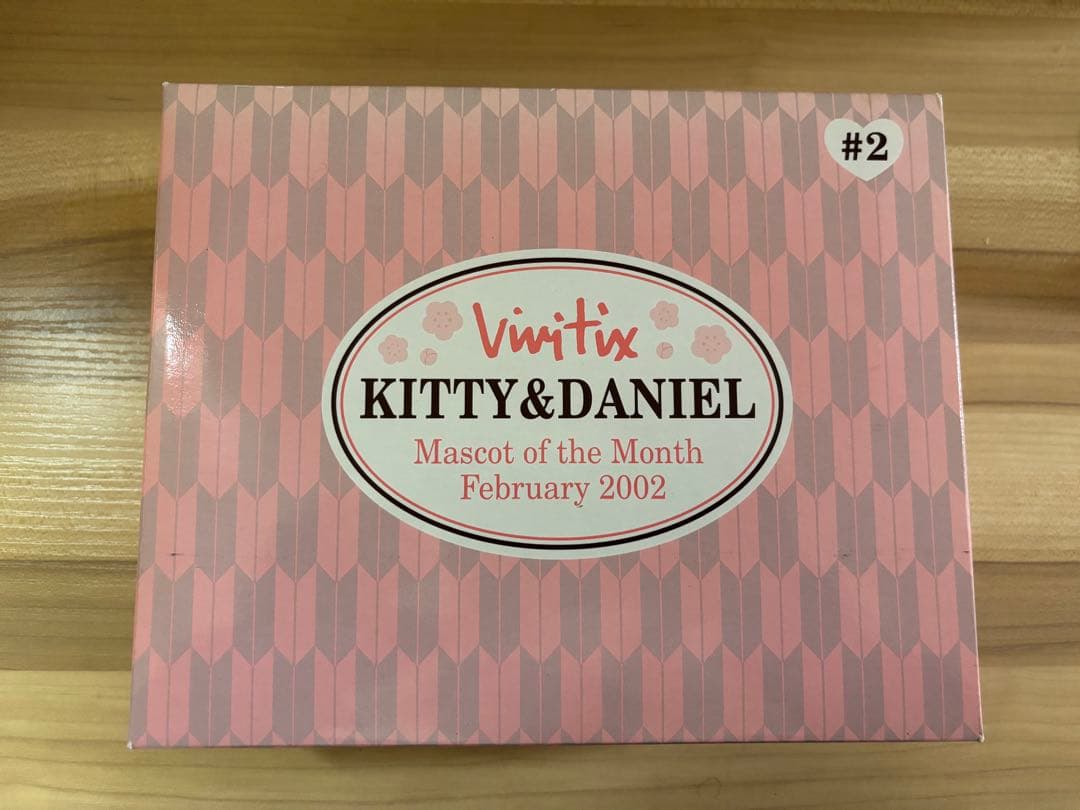 #2
Vivitix
KITTY&DANIEL
Mascot of the Month
February 2002